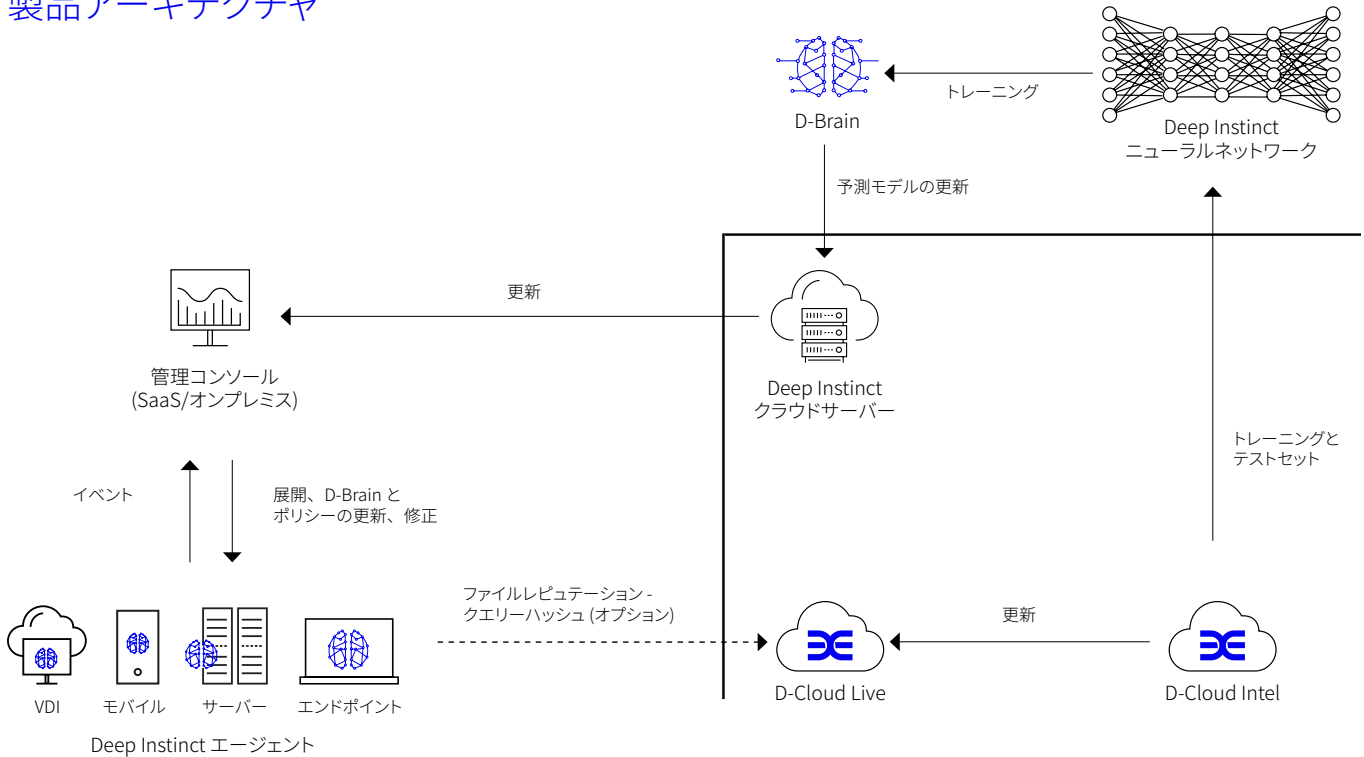 製品アーキテクチャ
D-Brain
トレーニング
Deep Instinct
ニューラルネットワーク
予測モデルの更新
更新
管理コンソール
(SaaS/オンプレミス)
Deep Instinct
クラウドサーバー
トレーニングと
テストセット
イベント
展開、D-Brain と
ポリシーの更新、修正
ファイルレピュテーション -
クエリーハッシュ (オプション)
更新
D-Cloud Live
D-Cloud Intel
VDI
モバイル
サーバー
エンドポイント
Deep Instinct エージェント